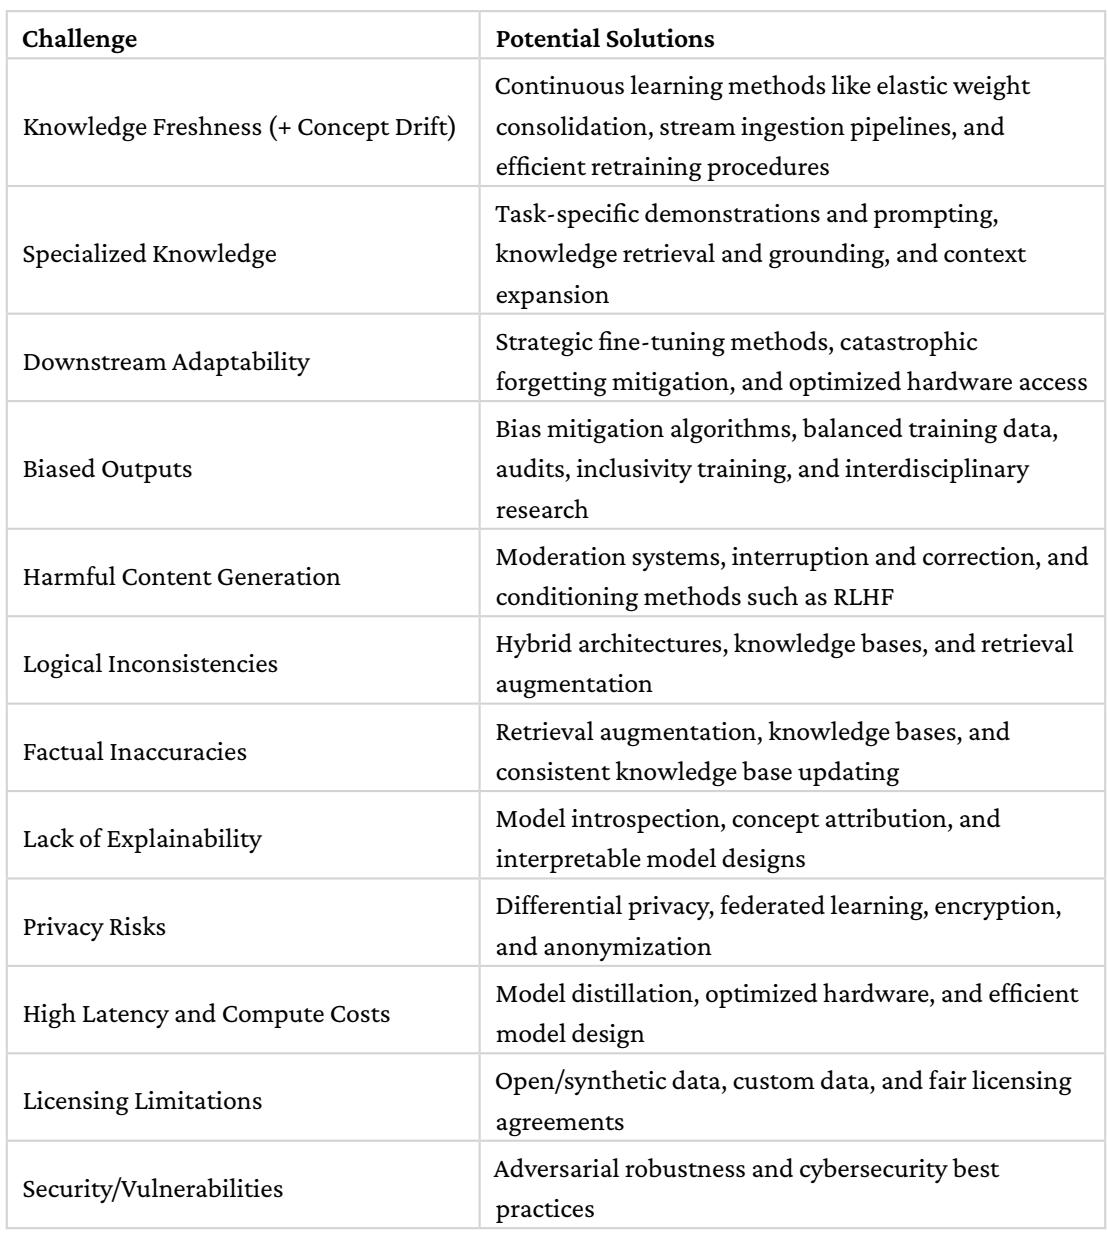 Challenge
Potential Solutions
Knowledge Freshness (+ Concept Drift)
Continuous learning methods like elastic weight
consolidation, stream ingestion pipelines, and
efficient retraining procedures
Specialized Knowledge
Task-specific demonstrations and prompting,
knowledge retrieval and grounding, and context
expansion
Downstream Adaptability
Strategic fine-tuning methods, catastrophic
forgetting mitigation, and optimized hardware access
Biased Outputs
Bias mitigation algorithms, balanced training data,
audits, inclusivity training, and interdisciplinary
research
Harmful Content Generation
Moderation systems, interruption and correction, and
conditioning methods such as RLHF
Logical Inconsistencies
Hybrid architectures, knowledge bases, and retrieval
augmentation
Factual Inaccuracies
Retrieval augmentation, knowledge bases, and
consistent knowledge base updating
Lack of Explainability
Model introspection, concept attribution, and
interpretable model designs
Privacy Risks
Differential privacy, federated learning, encryption,
and anonymization
High Latency and Compute Costs
Model distillation, optimized hardware, and efficient
model design
Licensing Limitations
Open/synthetic data, custom data, and fair licensing
agreements
Security/Vulnerabilities
Adversarial robustness and cybersecurity best
practices